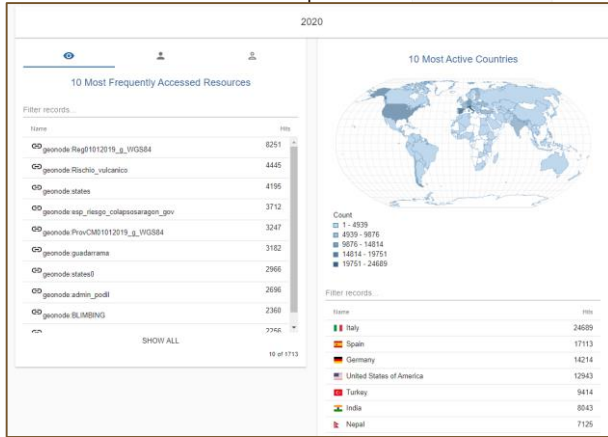 2020
10 Most Frequently Accessed Resources
Filter records...
Name Hits
geonode:Reg01012019_g_WGS84 8251
geonode:Rischio_vulcanico 4445
geonode:states 4195
geonode:esp_riesgo_colapsosaragon_gov 3712
geonode:ProvCM01012019_g_WGS84 3247
geonode:guadarrama 3182
geonode:states0 2966
geonode:admin_podil 2696
geonode:BLIMBING 2360
2256
SHOW ALL
10 of 1713
10 Most Active Countries
Count
1 - 4939
4939 - 9876
9876 - 14814
14814 - 19751
19751 - 24689
Filter records...
Name Hits
Italy 24689
Spain 17113
Germany 14214
United States of America 12943
Turkey 9414
India 8043
Nepal 7125